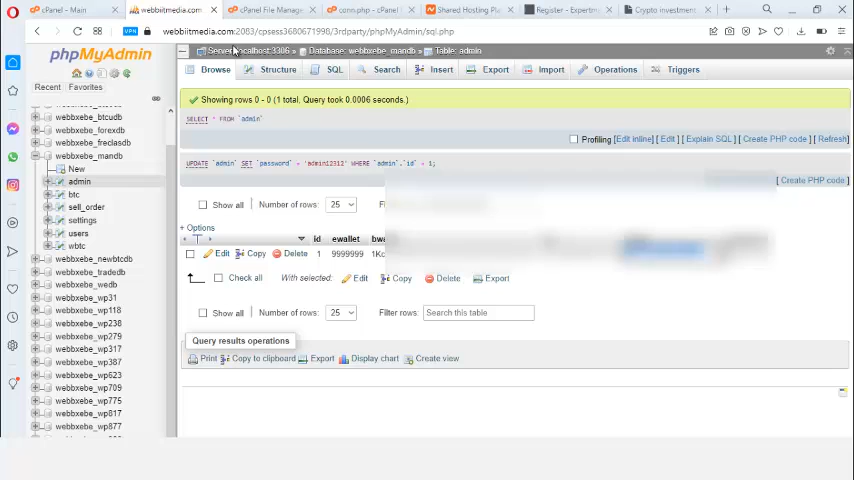 cPanel - Main
webbiitmedia.com
cPanel File Manage
conn.php - cPanel
Shared Hosting Pla
Register - Expertm
Crypto investment
VPN
webbiitmedia.com:2083/cpsess3680671998/3rdparty/phpMyAdmin/sql.php
phpMyAdmin
Recent Favorites
webbxebe_btcudb
webbxebe_forexdb
webbxebe_freclasdb
webbxebe_mandb
New
admin
btc
sell_order
settings
users
wbtc
webbxebe_newbtcdb
webbxebe_tradedb
webbxebe_wedb
webbxebe_wp31
webbxebe_wp118
webbxebe_wp238
webbxebe_wp279
webbxebe_wp317
webbxebe_wp387
webbxebe_wp623
webbxebe_wp709
webbxebe_wp775
webbxebe_wp817
webbxebe_wp877
Server: localhost:3306 » Database: webbxebe_mandb » Table: admin
Browse Structure SQL Search Insert Export Import Operations Triggers
Showing rows 0 - 0 (1 total, Query took 0.0006 seconds.)
SELECT * FROM `admin`
Profiling [Edit inline] [ Edit ] [ Explain SQL ] [ Create PHP code ] [ Refresh]
UPDATE `admin` SET `password` = 'admin12312' WHERE `admin`.`id` = 1;
[ Create PHP code ]
Show all Number of rows: 25
+ Options
T id ewallet
Edit Copy Delete 1 9999999
Check all With selected: Edit Copy Delete Export
Show all Number of rows: 25 Filter rows: Search this table
Query results operations
Print Copy to clipboard Export Display chart Create view